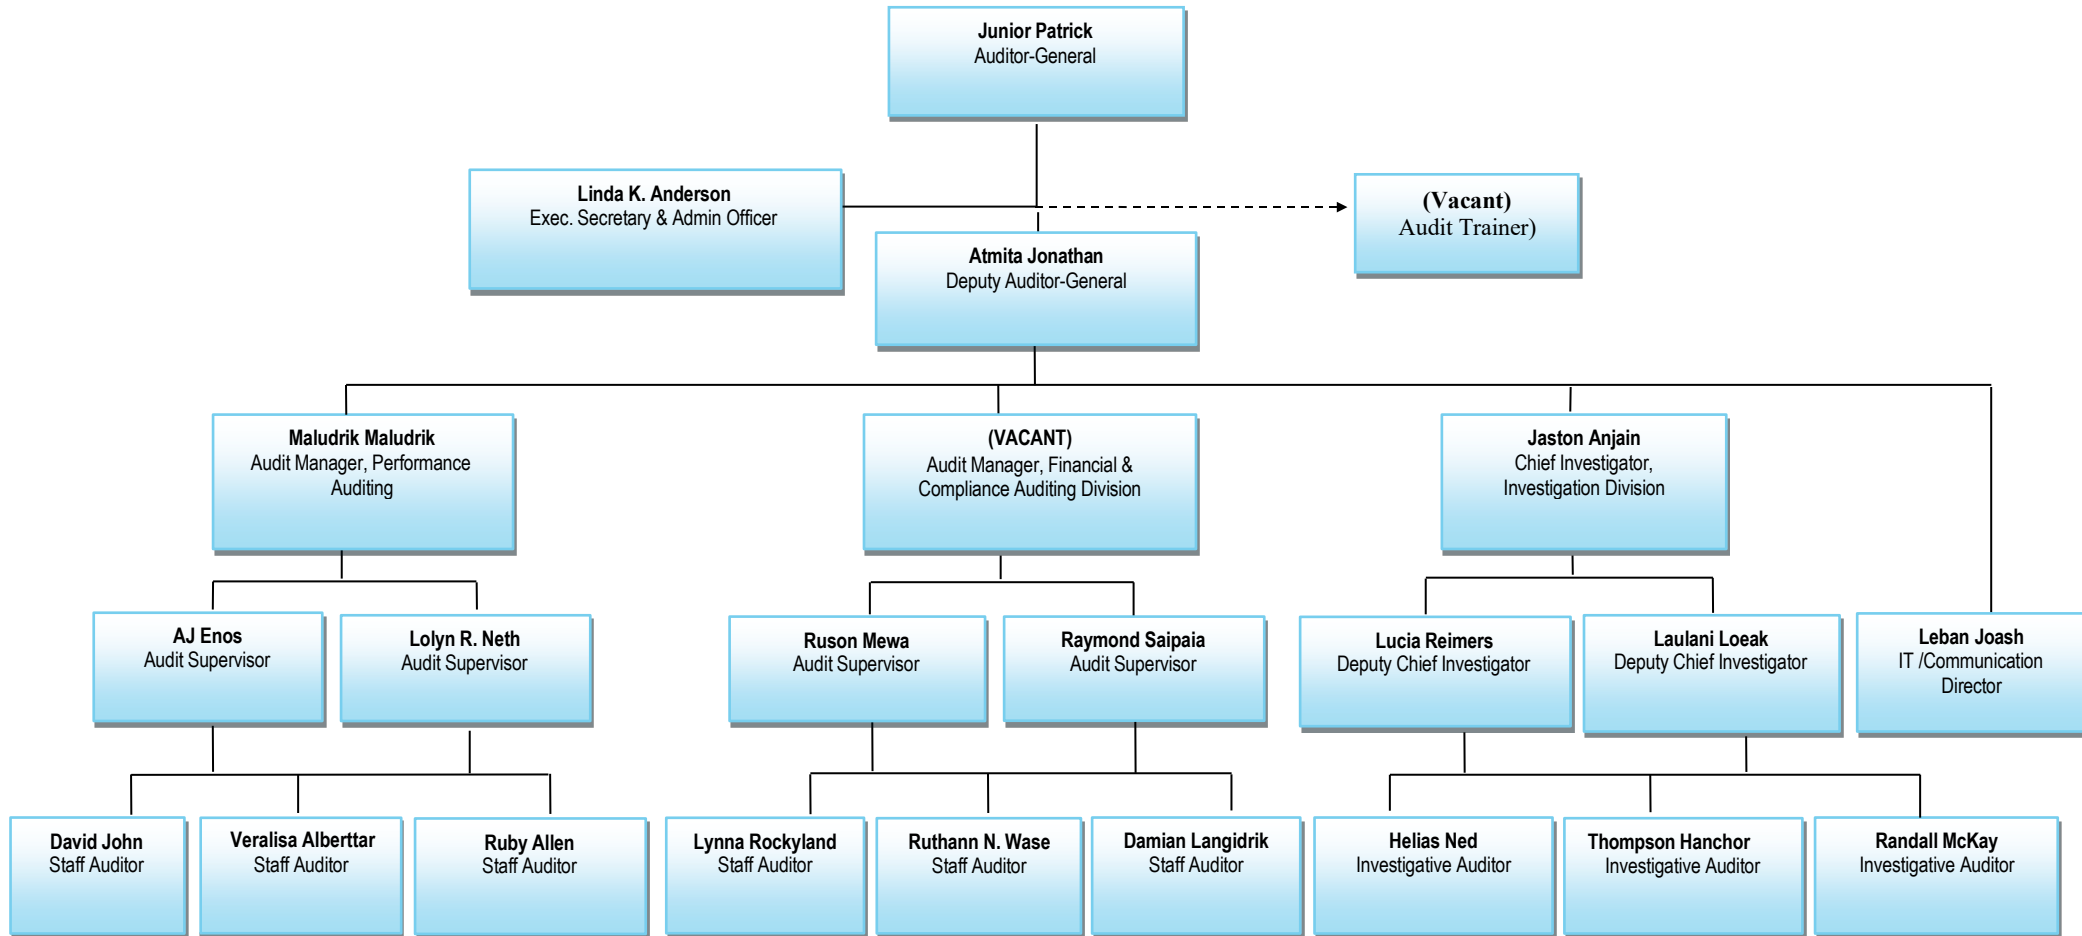 Junior Patrick
Auditor-General
Linda K. Anderson
Exec. Secretary & Admin Officer
(Vacant)
Audit Trainer)
Atmita Jonathan
Deputy Auditor-General
Maludrik Maludrik
Audit Manager, Performance
Auditing
(VACANT)
Audit Manager, Financial &
Compliance Auditing Division
Jaston Anjain
Chief Investigator,
Investigation Division
AJ Enos
Audit Supervisor
Lolyn R. Neth
Audit Supervisor
Ruson Mewa
Audit Supervisor
Raymond Saipaia
Audit Supervisor
Lucia Reimers
Deputy Chief Investigator
Laulani Loeak
Deputy Chief Investigator
Leban Joash
IT /Communication
Director
David John
Staff Auditor
Veralisa Alberttar
Staff Auditor
Ruby Allen
Staff Auditor
Lynna Rockyland
Staff Auditor
Ruthann N. Wase
Staff Auditor
Damian Langidrik
Staff Auditor
Helias Ned
Investigative Auditor
Thompson Hanchor
Investigative Auditor
Randall McKay
Investigative Auditor